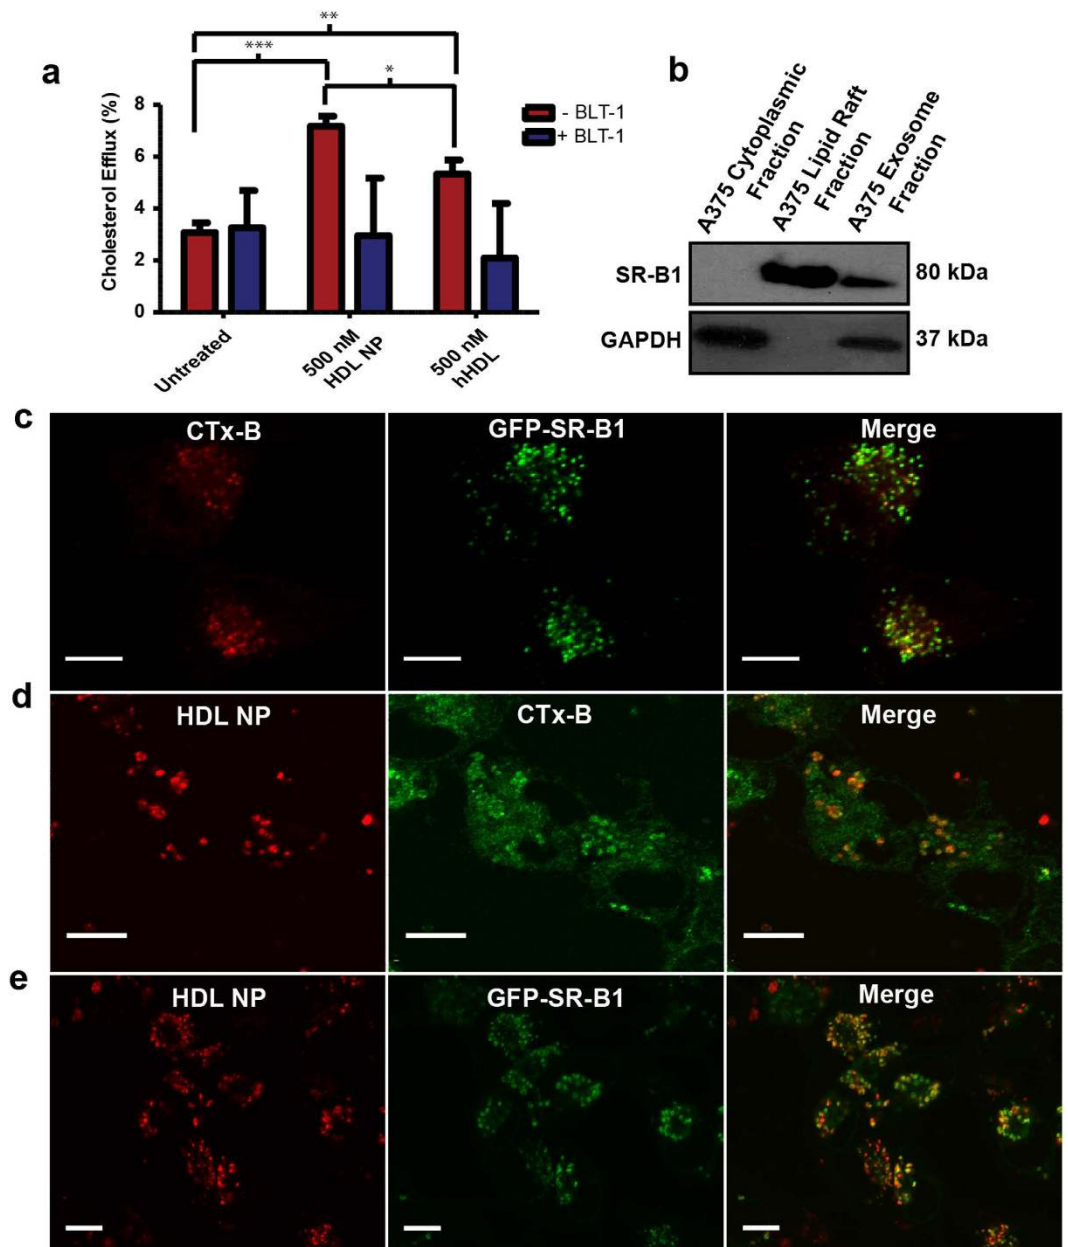 a
**
***
*
Cholesterol Efflux (%)
8
6
4
2
0
- BLT-1
+ BLT-1
Untreated
500 nM
HDL NP
500 nM
hHDL
b
A375 Cytoplasmic
Fraction
A375 Lipid Raft
Fraction
A375 Exosome
Fraction
SR-B1
80 kDa
GAPDH
37 kDa
c
CTx-B
GFP-SR-B1
Merge
d
HDL NP
CTx-B
Merge
e
HDL NP
GFP-SR-B1
Merge